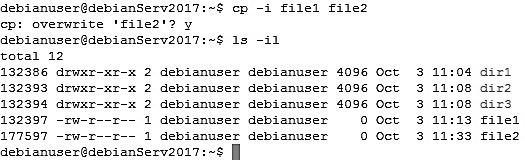 debianuser@debianServ2017:~$ cp -i file1 file2
cp: overwrite 'file2'? y
debianuser@debianServ2017:~$ ls -il
total 12
132386 drwxr-xr-x 2 debianuser debianuser 4096 Oct  3 11:04 dir1
132393 drwxr-xr-x 2 debianuser debianuser 4096 Oct  3 11:08 dir2
132394 drwxr-xr-x 2 debianuser debianuser 4096 Oct  3 11:08 dir3
132397 -rw-r--r-- 1 debianuser debianuser    0 Oct  3 11:13 file1
177597 -rw-r--r-- 1 debianuser debianuser    0 Oct  3 11:33 file2
debianuser@debianServ2017:~$